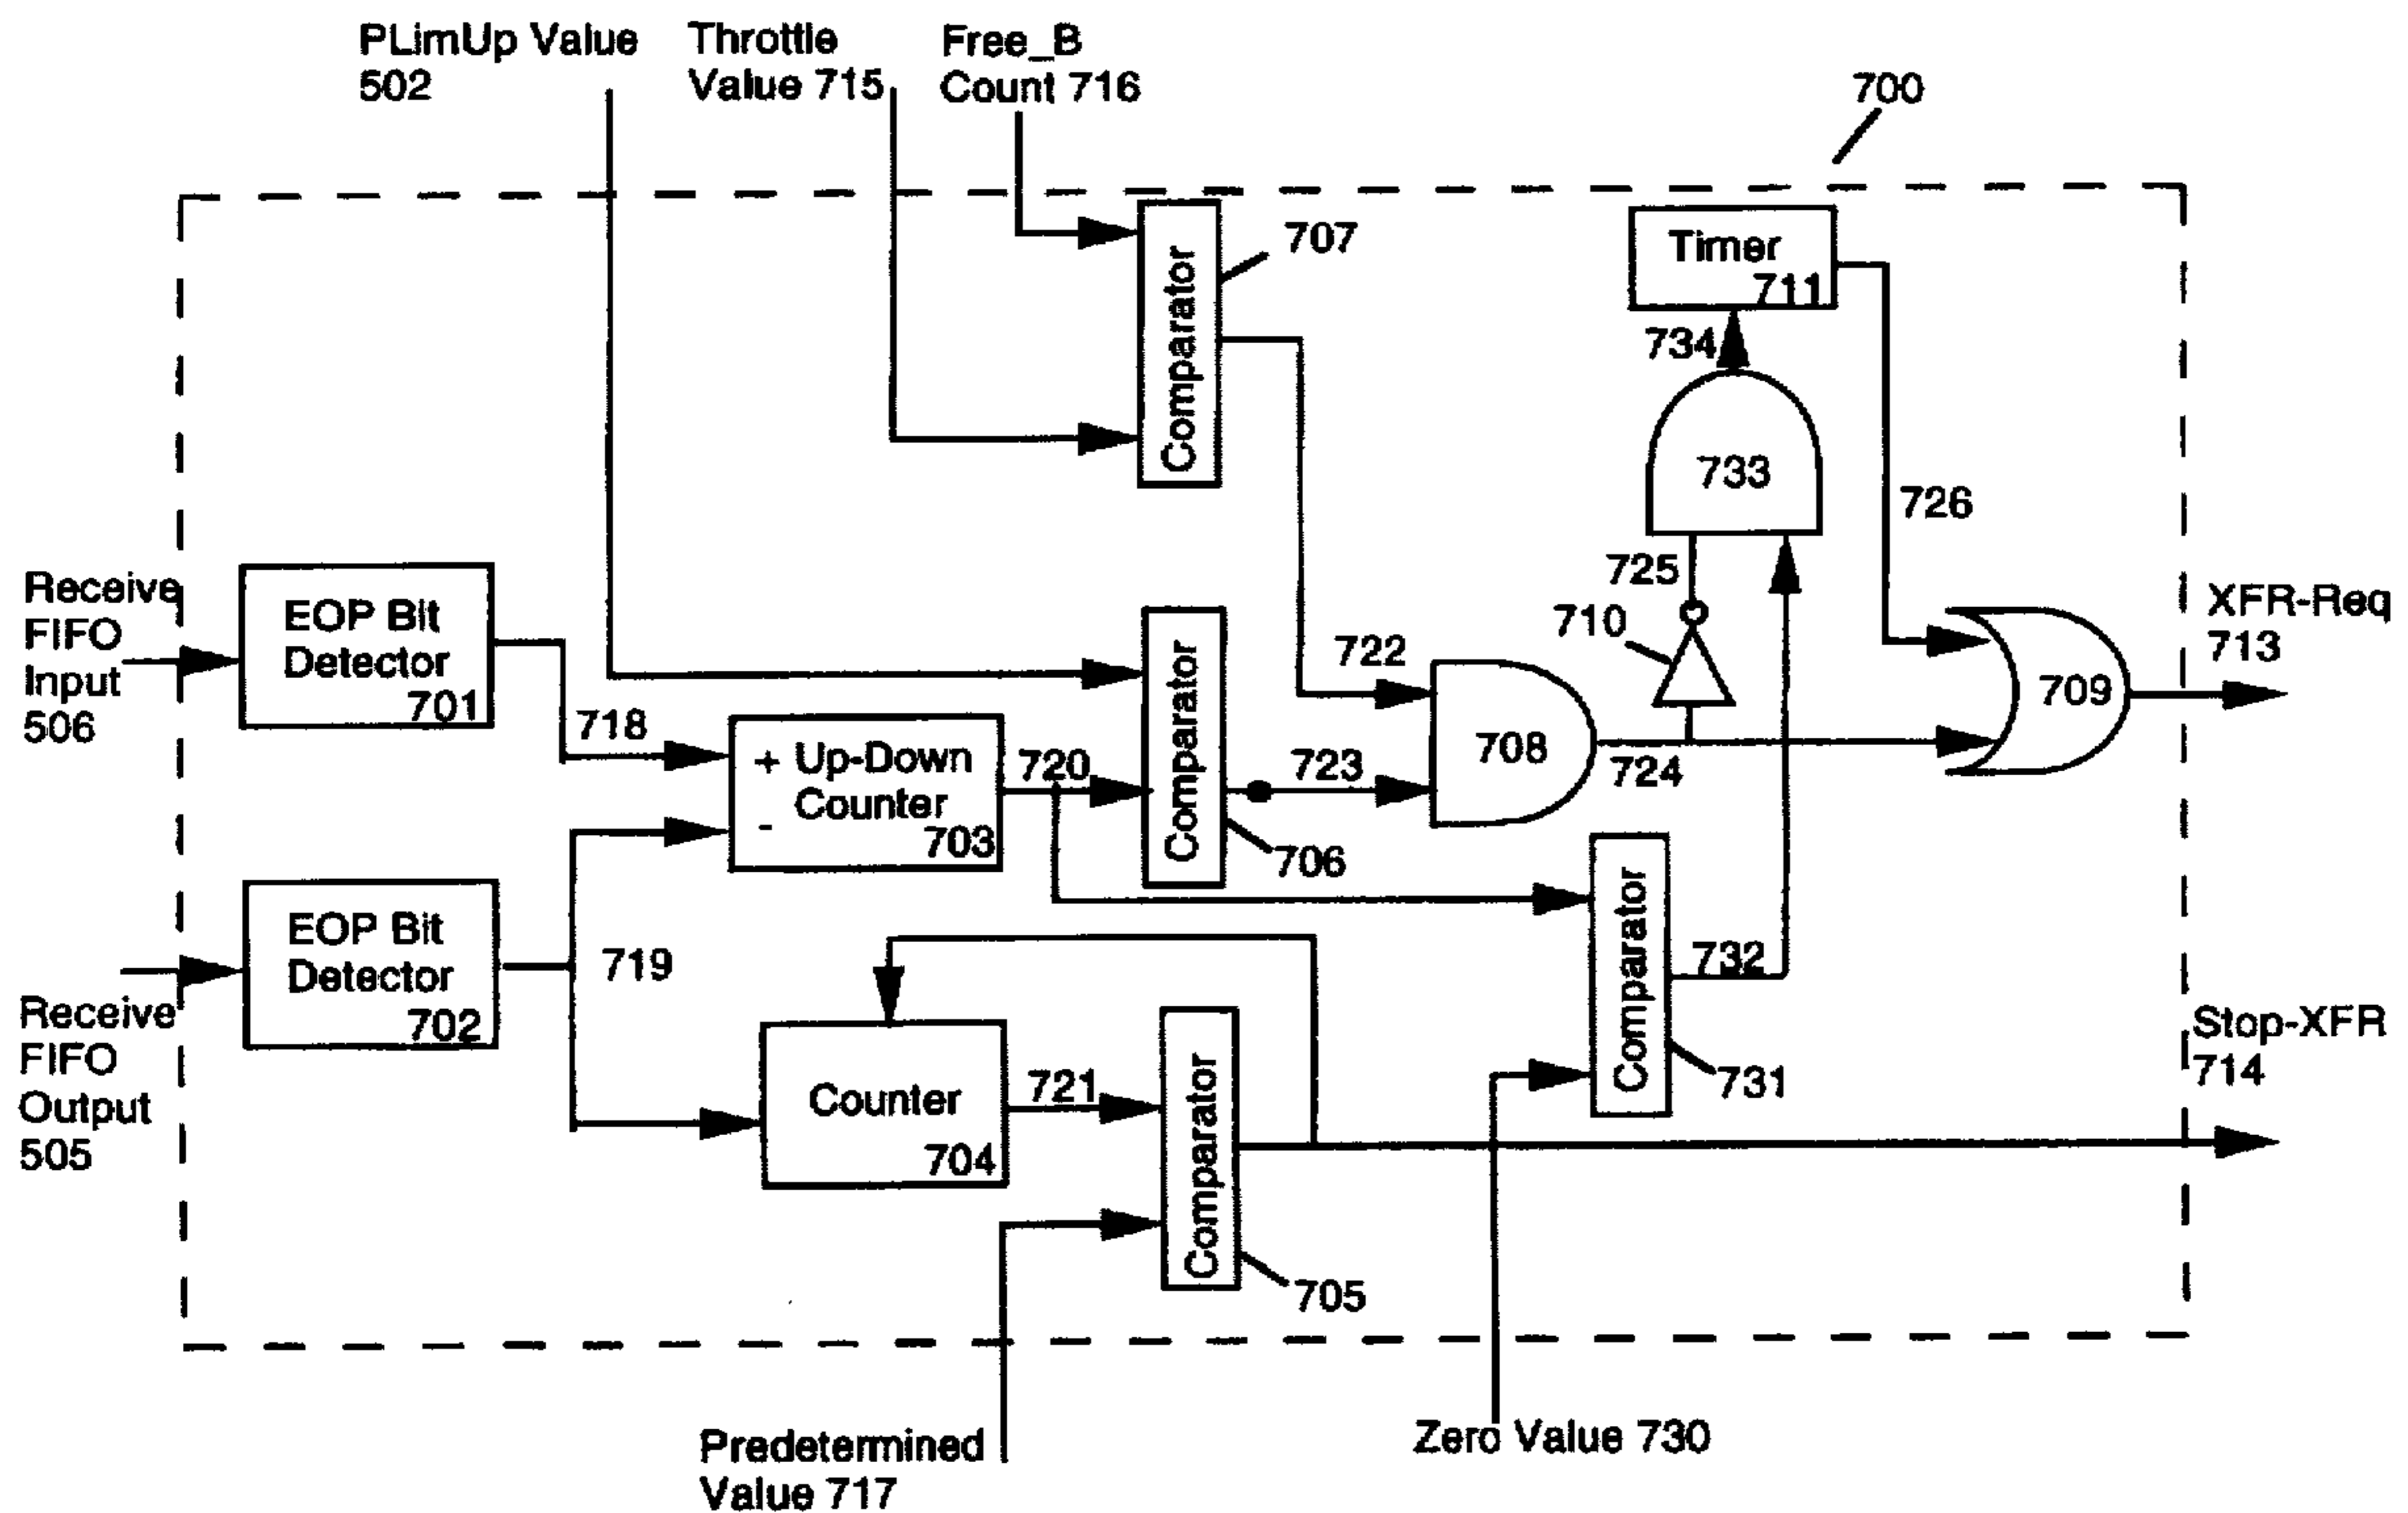 PLimUp Value
502
Throttle
Value 715
Free_B
Count 716
700
Comparator
707
Timer
711
734
733
726
725
710
Receive
FIFO
Input
506
EOP Bit
Detector
701
718
+ Up-Down
Counter
-
703
720
Comparator
706
722
723
708
724
709
XFR-Req
713
Receive
FIFO
Output
505
EOP Bit
Detector
702
719
Counter
704
721
Comparator
705
Comparator
731
732
Stop-XFR
714
Predetermined
Value 717
Zero Value 730